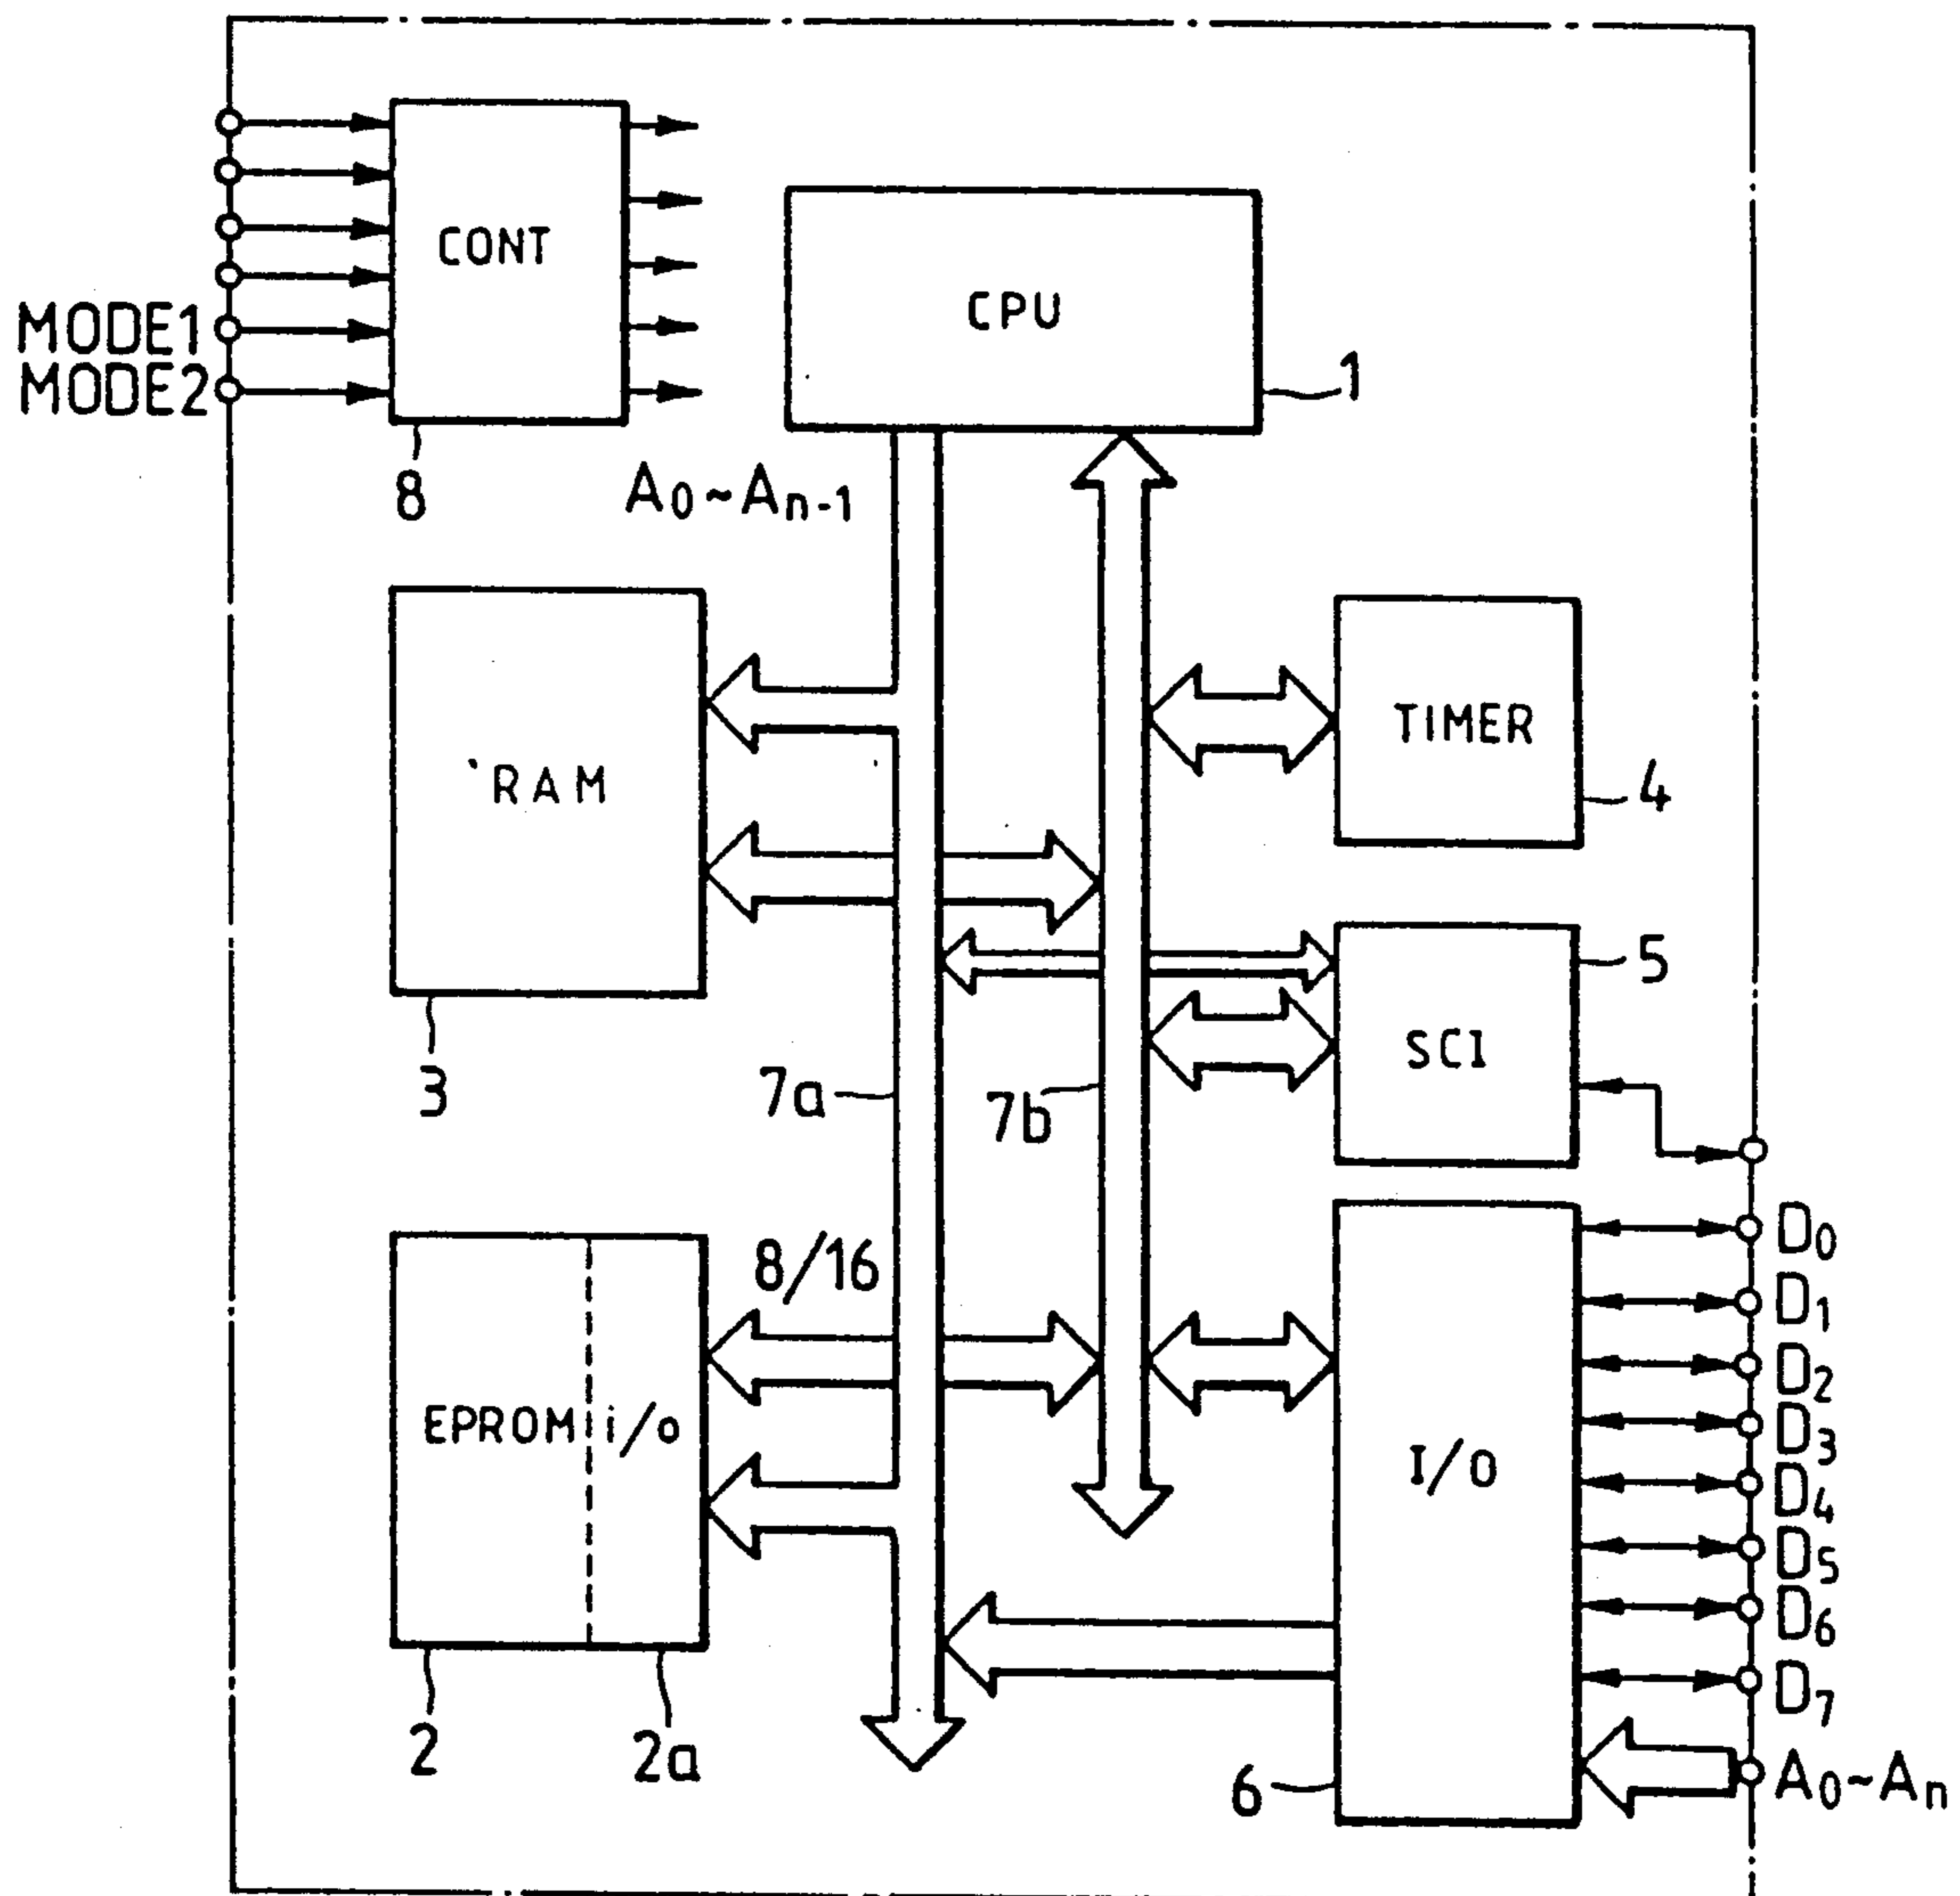 CONT
MODE1
MODE2
8
CPU
1
A0~An-1
RAM
3
TIMER
4
5
SCI
7a
7b
8/16
EPROM i/o
2
2a
I/O
6
D0
D1
D2
D3
D4
D5
D6
D7
A0~An